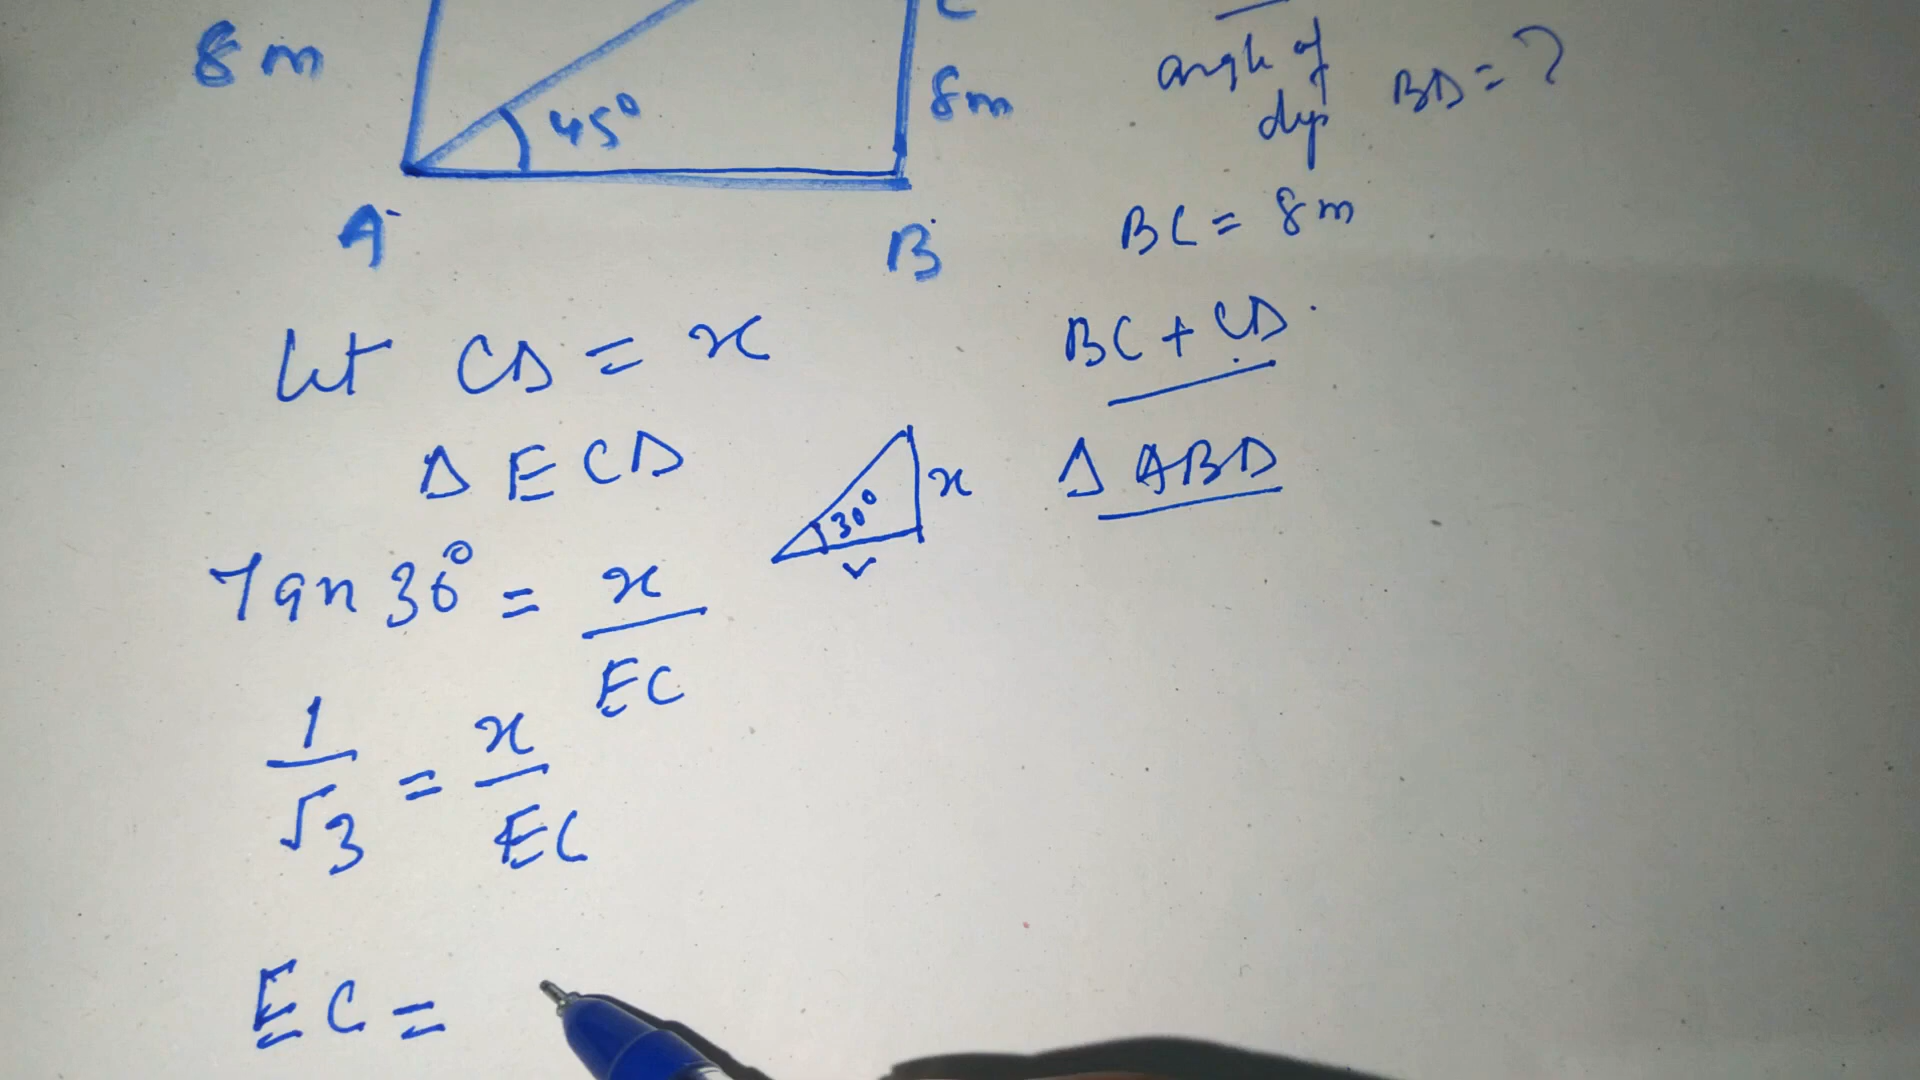 8 m
45°
C
8m
A
B
angle of
dip
BD = ?
BC = 8 m
BC + CD
Δ ABD
let CD = x
Δ ECD
30°
x
Tan 30° = x / EC
1 / √3 = x / EC
EC =